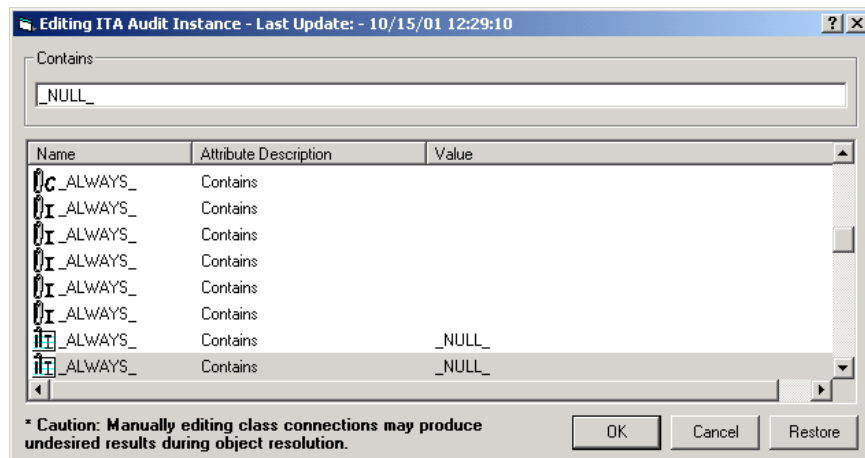 Editing ITA Audit Instance - Last Update: - 10/15/01 12:29:10
Contains
_NULL_
Name Attribute Description Value
_ALWAYS_ Contains
_ALWAYS_ Contains
_ALWAYS_ Contains
_ALWAYS_ Contains
_ALWAYS_ Contains
_ALWAYS_ Contains
_ALWAYS_ Contains _NULL_
_ALWAYS_ Contains _NULL_
* Caution: Manually editing class connections may produce
undesired results during object resolution.
OK Cancel Restore